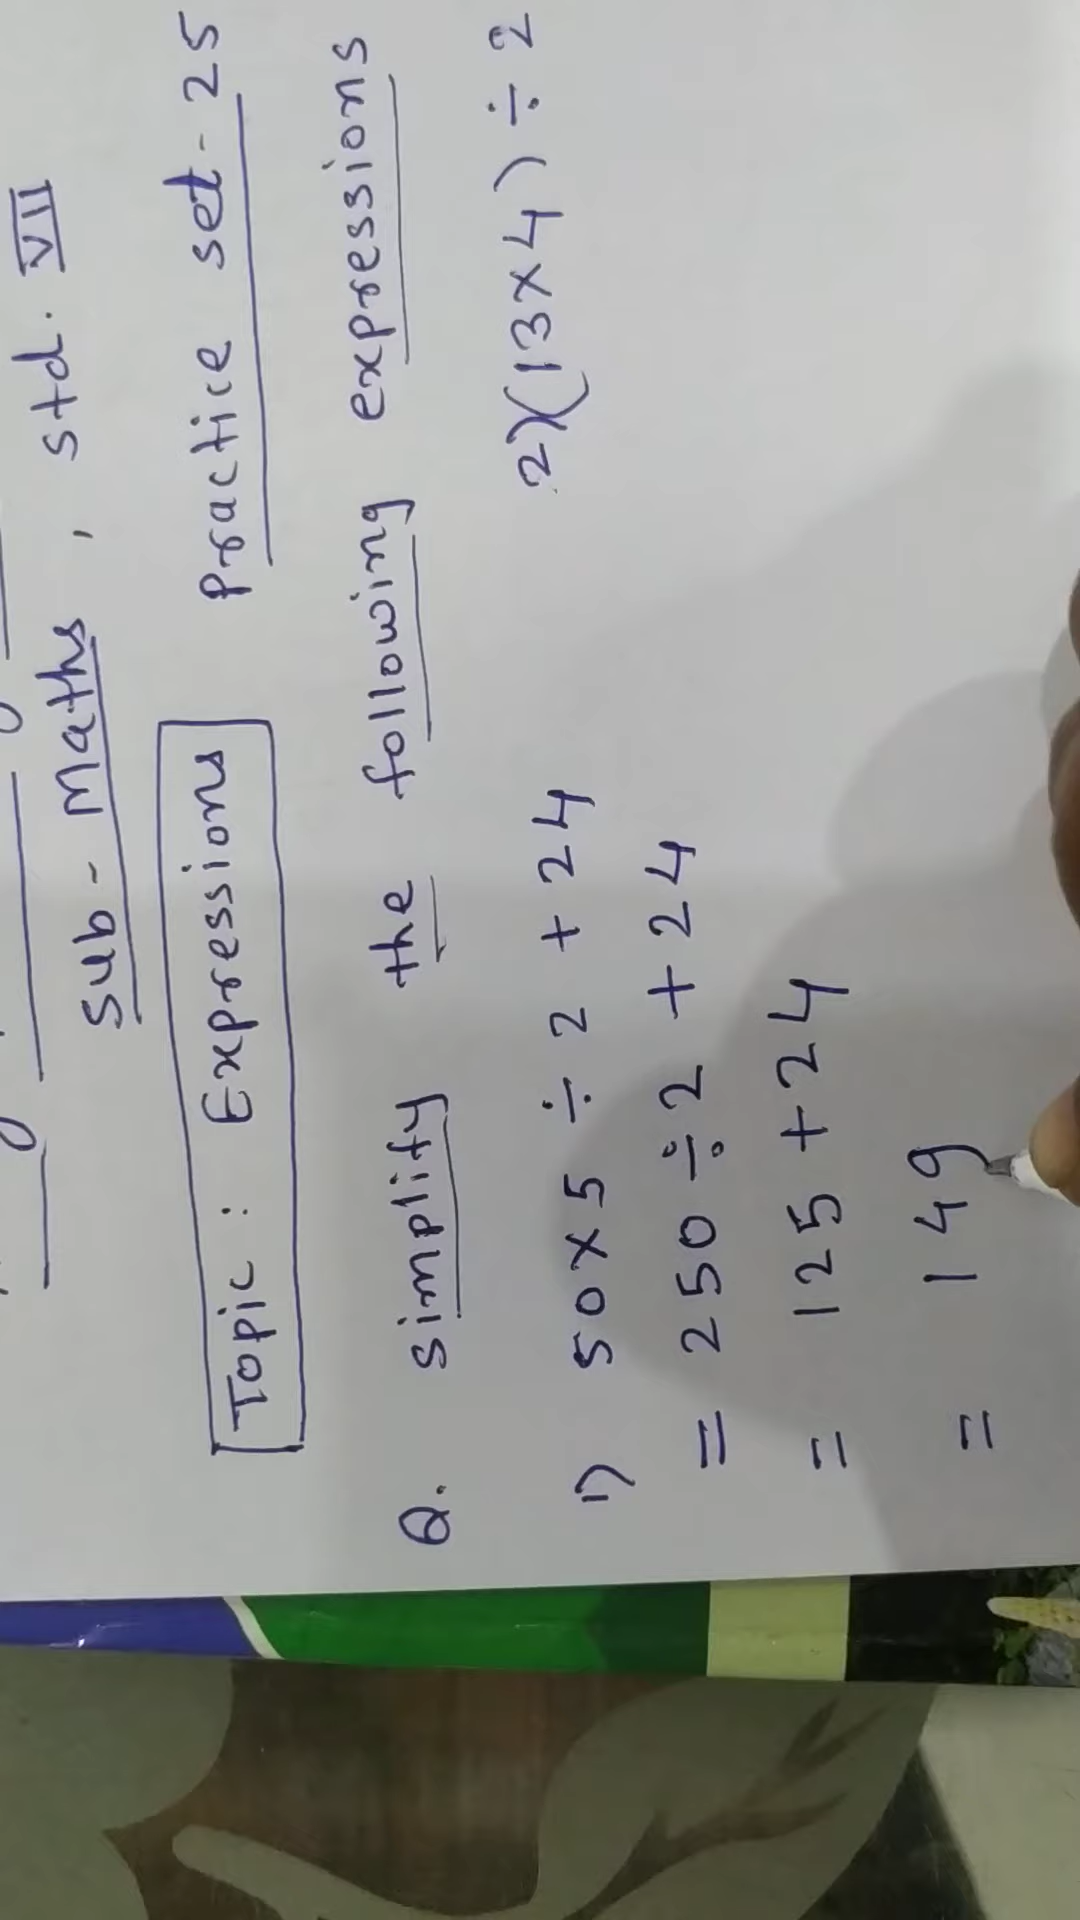 Sub - Maths, std. VII
Topic : Expressions Practice set - 25
Q. Simplify the following expressions
1) 50 x 5 ÷ 2 + 24 2) (13 x 4) ÷ 2
= 250 ÷ 2 + 24
= 125 + 24
= 149